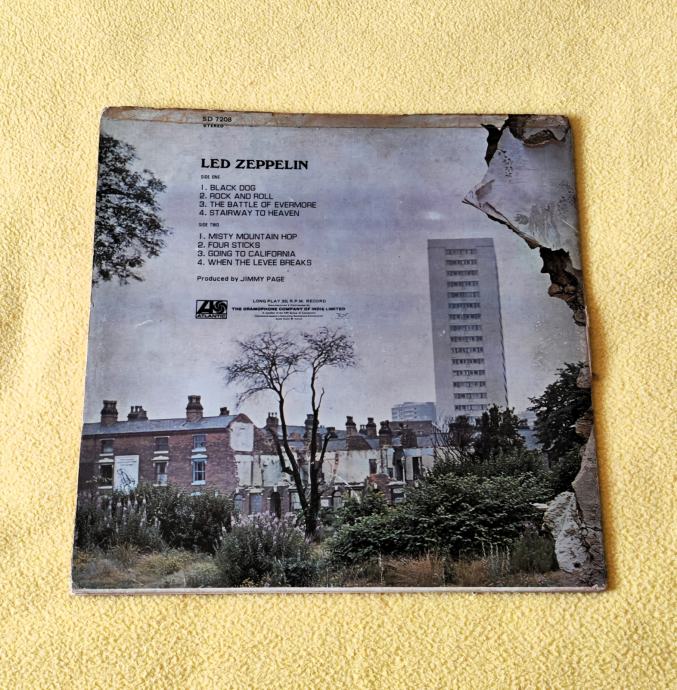 SD 7208
STEREO
LED ZEPPELIN
SIDE ONE
1. BLACK DOG
2. ROCK AND ROLL
3. THE BATTLE OF EVERMORE
4. STAIRWAY TO HEAVEN
SIDE TWO
1. MISTY MOUNTAIN HOP
2. FOUR STICKS
3. GOING TO CALIFORNIA
4. WHEN THE LEVEE BREAKS
Produced by JIMMY PAGE
ATLANTIC
LONG PLAY 33⅓ R.P.M. RECORD
THE GRAMOPHONE COMPANY OF INDIA LIMITED